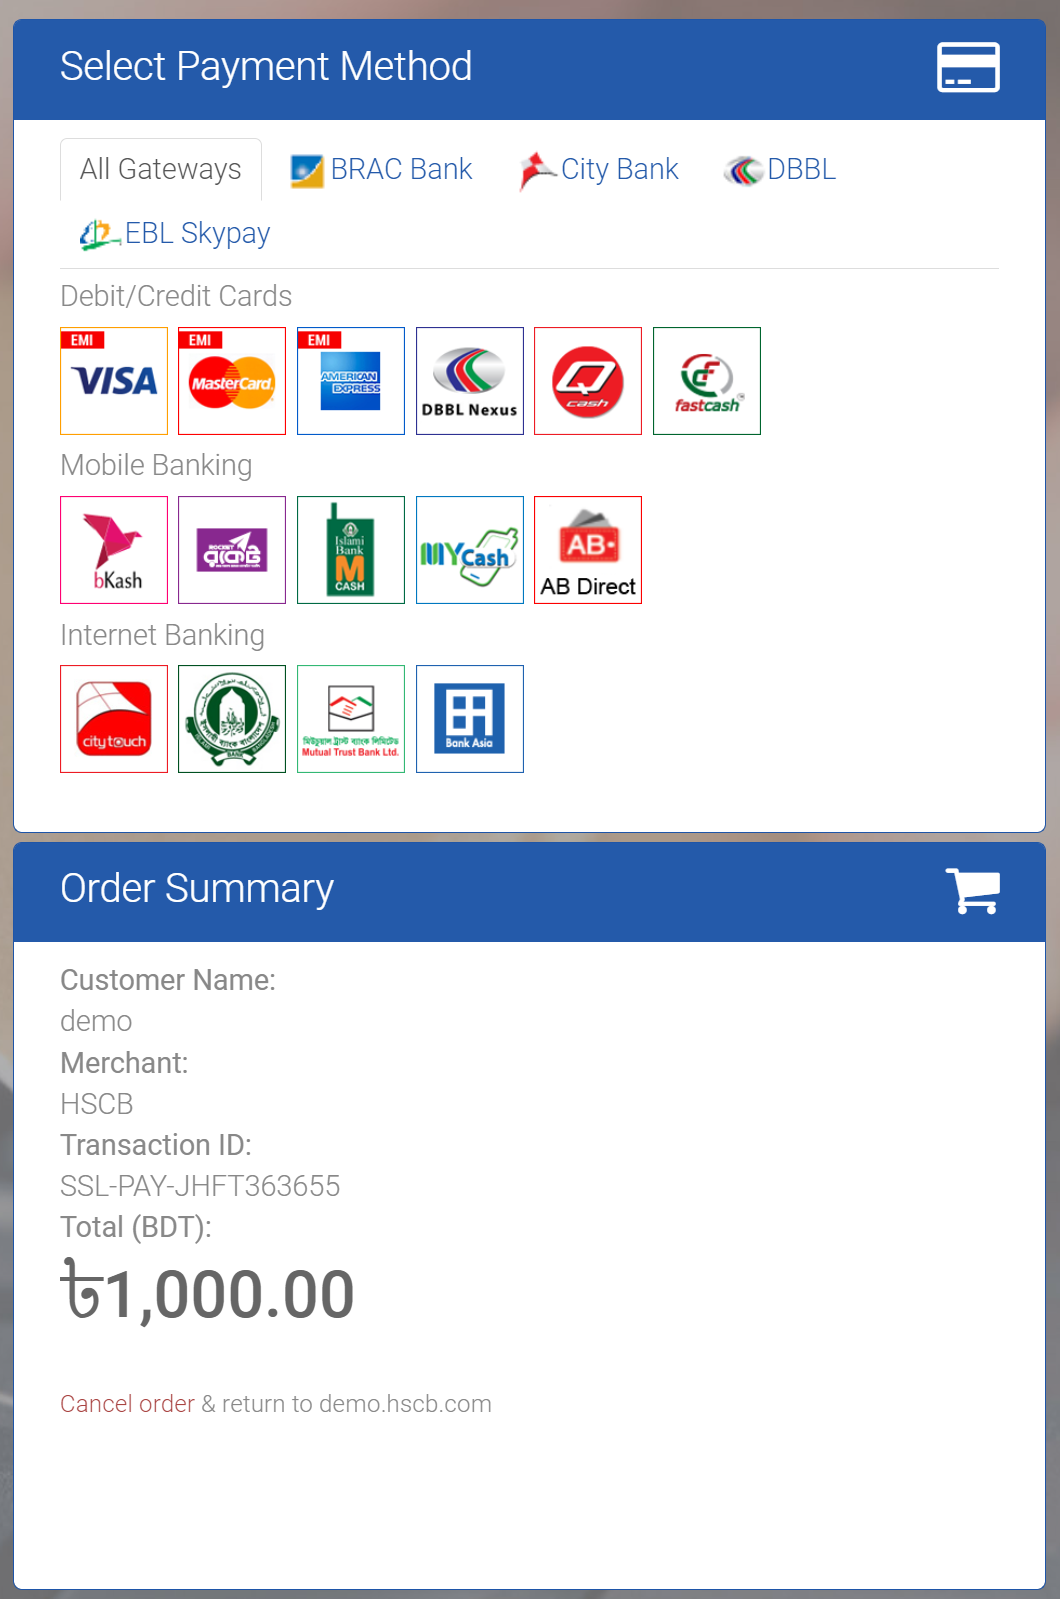 Select Payment Method
All Gateways
BRAC Bank
City Bank
DBBL
EBL Skypay
Debit/Credit Cards
EMI
VISA
EMI
MasterCard
EMI
AMERICAN
EXPRESS
DBBL Nexus
Q
cash
fastcash
Mobile Banking
bKash
ROCKET
রকেট
Islami
Bank
M
CASH
MYCash
AB
AB Direct
Internet Banking
citytouch
BANK
মিউচুয়াল ট্রাস্ট ব্যাংক লিমিটেড
Mutual Trust Bank Ltd.
Bank Asia
Order Summary
Customer Name:
demo
Merchant:
HSCB
Transaction ID:
SSL-PAY-JHFT363655
Total (BDT):
৳1,000.00
Cancel order & return to demo.hscb.com